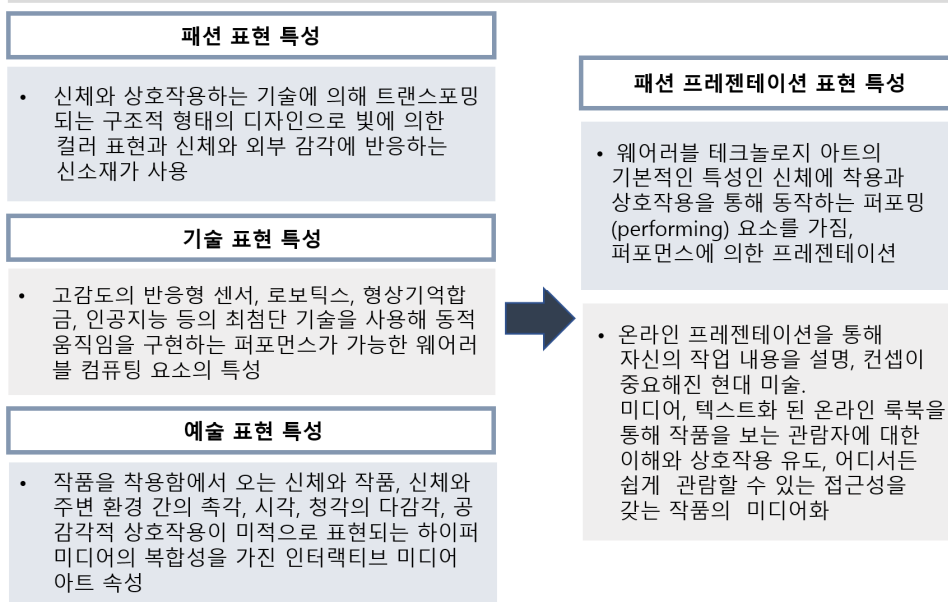 패션 표현 특성
• 신체와 상호작용하는 기술에 의해 트랜스포밍
되는 구조적 형태의 디자인으로 빛에 의한
컬러 표현과 신체와 외부 감각에 반응하는
신소재가 사용
기술 표현 특성
• 고감도의 반응형 센서, 로보틱스, 형상기억합
금, 인공지능 등의 최첨단 기술을 사용해 동적
움직임을 구현하는 퍼포먼스가 가능한 웨어러
블 컴퓨팅 요소의 특성
예술 표현 특성
• 작품을 착용함에서 오는 신체와 작품, 신체와
주변 환경 간의 촉각, 시각, 청각의 다감각, 공
감각적 상호작용이 미적으로 표현되는 하이퍼
미디어의 복합성을 가진 인터랙티브 미디어
아트 속성
패션 프레젠테이션 표현 특성
• 웨어러블 테크놀로지 아트의
기본적인 특성인 신체에 착용과
상호작용을 통해 동작하는 퍼포밍
(performing) 요소를 가짐,
퍼포먼스에 의한 프레젠테이션
• 온라인 프레젠테이션을 통해
자신의 작업 내용을 설명, 컨셉이
중요해진 현대 미술.
미디어, 텍스트화 된 온라인 룩북을
통해 작품을 보는 관람자에 대한
이해와 상호작용 유도, 어디서든
쉽게 관람할 수 있는 접근성을
갖는 작품의 미디어화